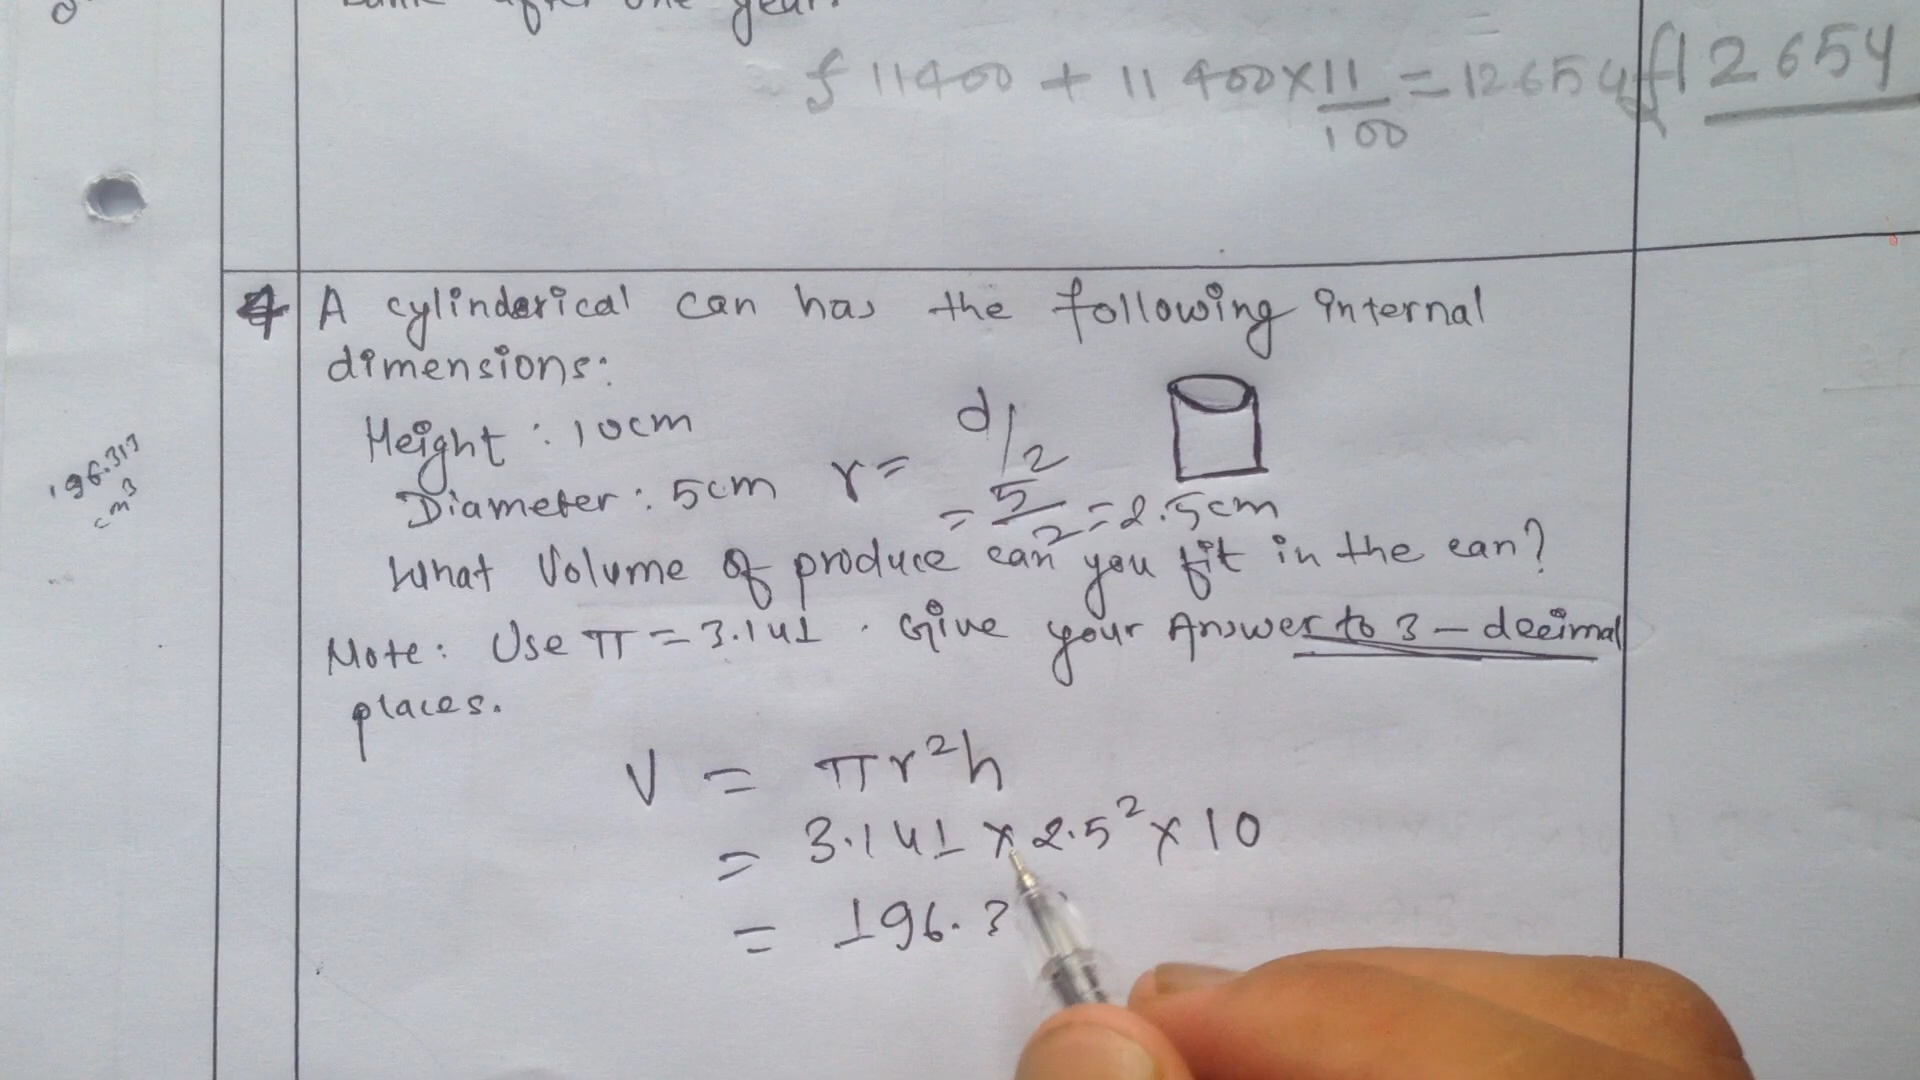 year.
£ 11400 + 11400×11/100 = 12654
£12654
4 A cylinderical can has the following internal
dimensions:
Height : 10cm
Diameter : 5cm r = d/2
= 5/2 = 2.5cm
What Volume of produce can you fit in the can?
Note: Use π = 3.141 . Give your Answer to 3 - decimal
places.
V = πr²h
= 3.141 × 2.5² × 10
= 196.3
196.313
cm³